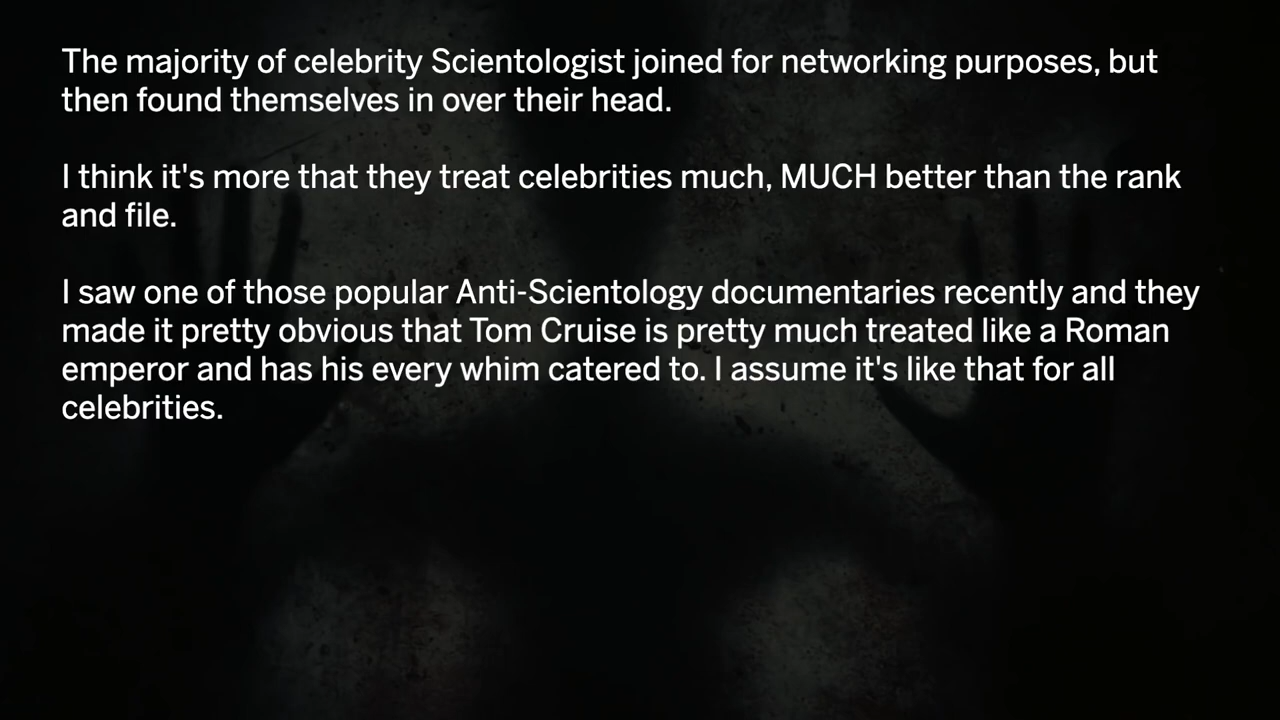 The majority of celebrity Scientologist joined for networking purposes, but
then found themselves in over their head.
I think it's more that they treat celebrities much, MUCH better than the rank
and file.
I saw one of those popular Anti-Scientology documentaries recently and they
made it pretty obvious that Tom Cruise is pretty much treated like a Roman
emperor and has his every whim catered to. I assume it's like that for all
celebrities.